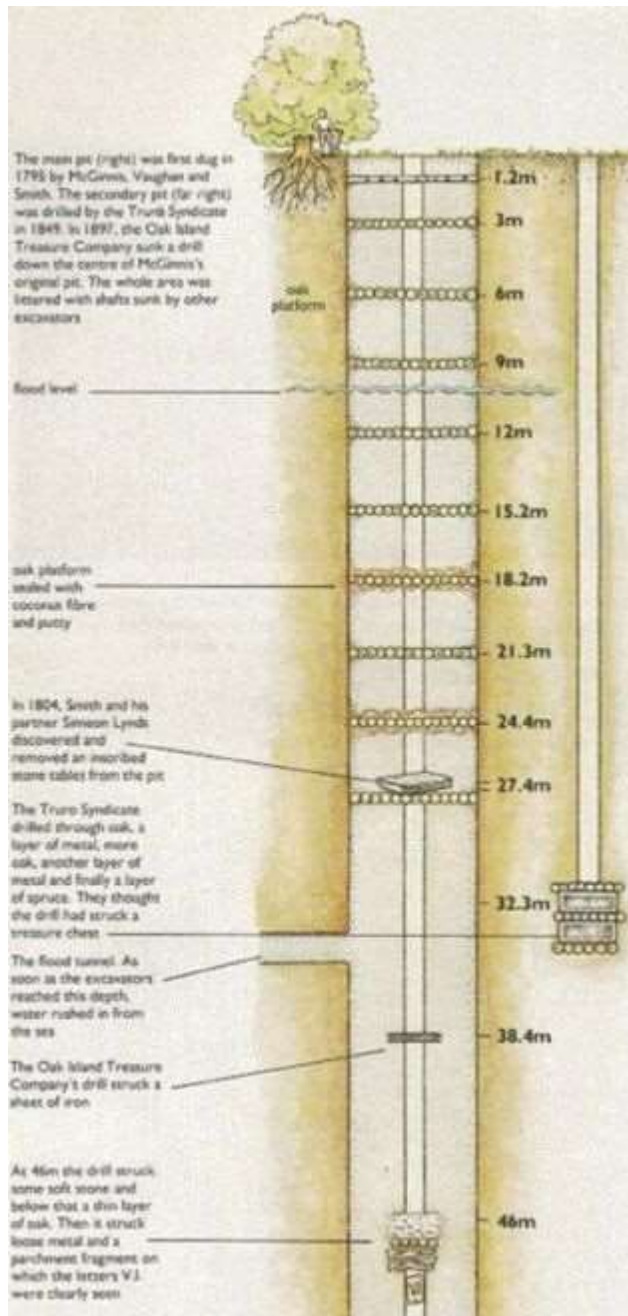 The main pit (right) was first dug in
1795 by McGinnis, Vaughan and
Smith. The secondary pit (far right)
was drilled by the Truro Syndicate
in 1849. In 1897, the Oak Island
Treasure Company sunk a drill
down the centre of McGinnis's
original pit. The whole area was
littered with shafts sunk by other
excavators
1.2m
3m
oak
platform
6m
9m
flood level
12m
15.2m
oak platform
sealed with
coconut fibre
and putty
18.2m
21.3m
24.4m
In 1804, Smith and his
partner Simeon Lynds
discovered and
removed an inscribed
stone tablet from the pit
27.4m
The Truro Syndicate
drilled through oak, a
layer of metal, more
oak, another layer of
metal and finally a layer
of spruce. They thought
the drill had struck a
treasure chest
32.3m
The flood tunnel. As
soon as the excavators
reached this depth,
water rushed in from
the sea
38.4m
The Oak Island Treasure
Company's drill struck a
sheet of iron
At 46m the drill struck
some soft stone and
below that a thin layer
of oak. Then it struck
loose metal and a
parchment fragment on
which the letters V.I.
were clearly seen
46m